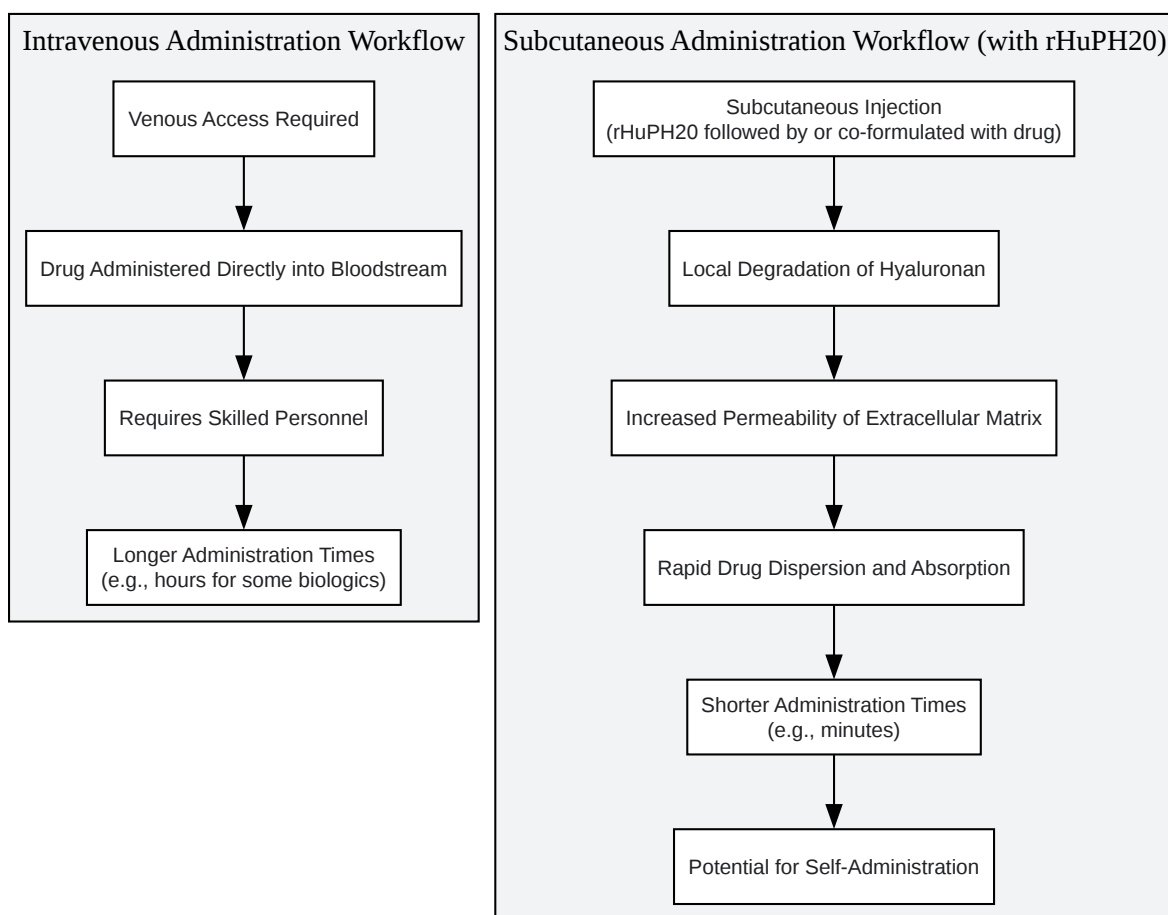 Intravenous Administration Workflow
Venous Access Required
Drug Administered Directly into Bloodstream
Requires Skilled Personnel
Longer Administration Times
(e.g., hours for some biologics)
Subcutaneous Administration Workflow (with rHuPH20)
Subcutaneous Injection
(rHuPH20 followed by or co-formulated with drug)
Local Degradation of Hyaluronan
Increased Permeability of Extracellular Matrix
Rapid Drug Dispersion and Absorption
Shorter Administration Times
(e.g., minutes)
Potential for Self-Administration